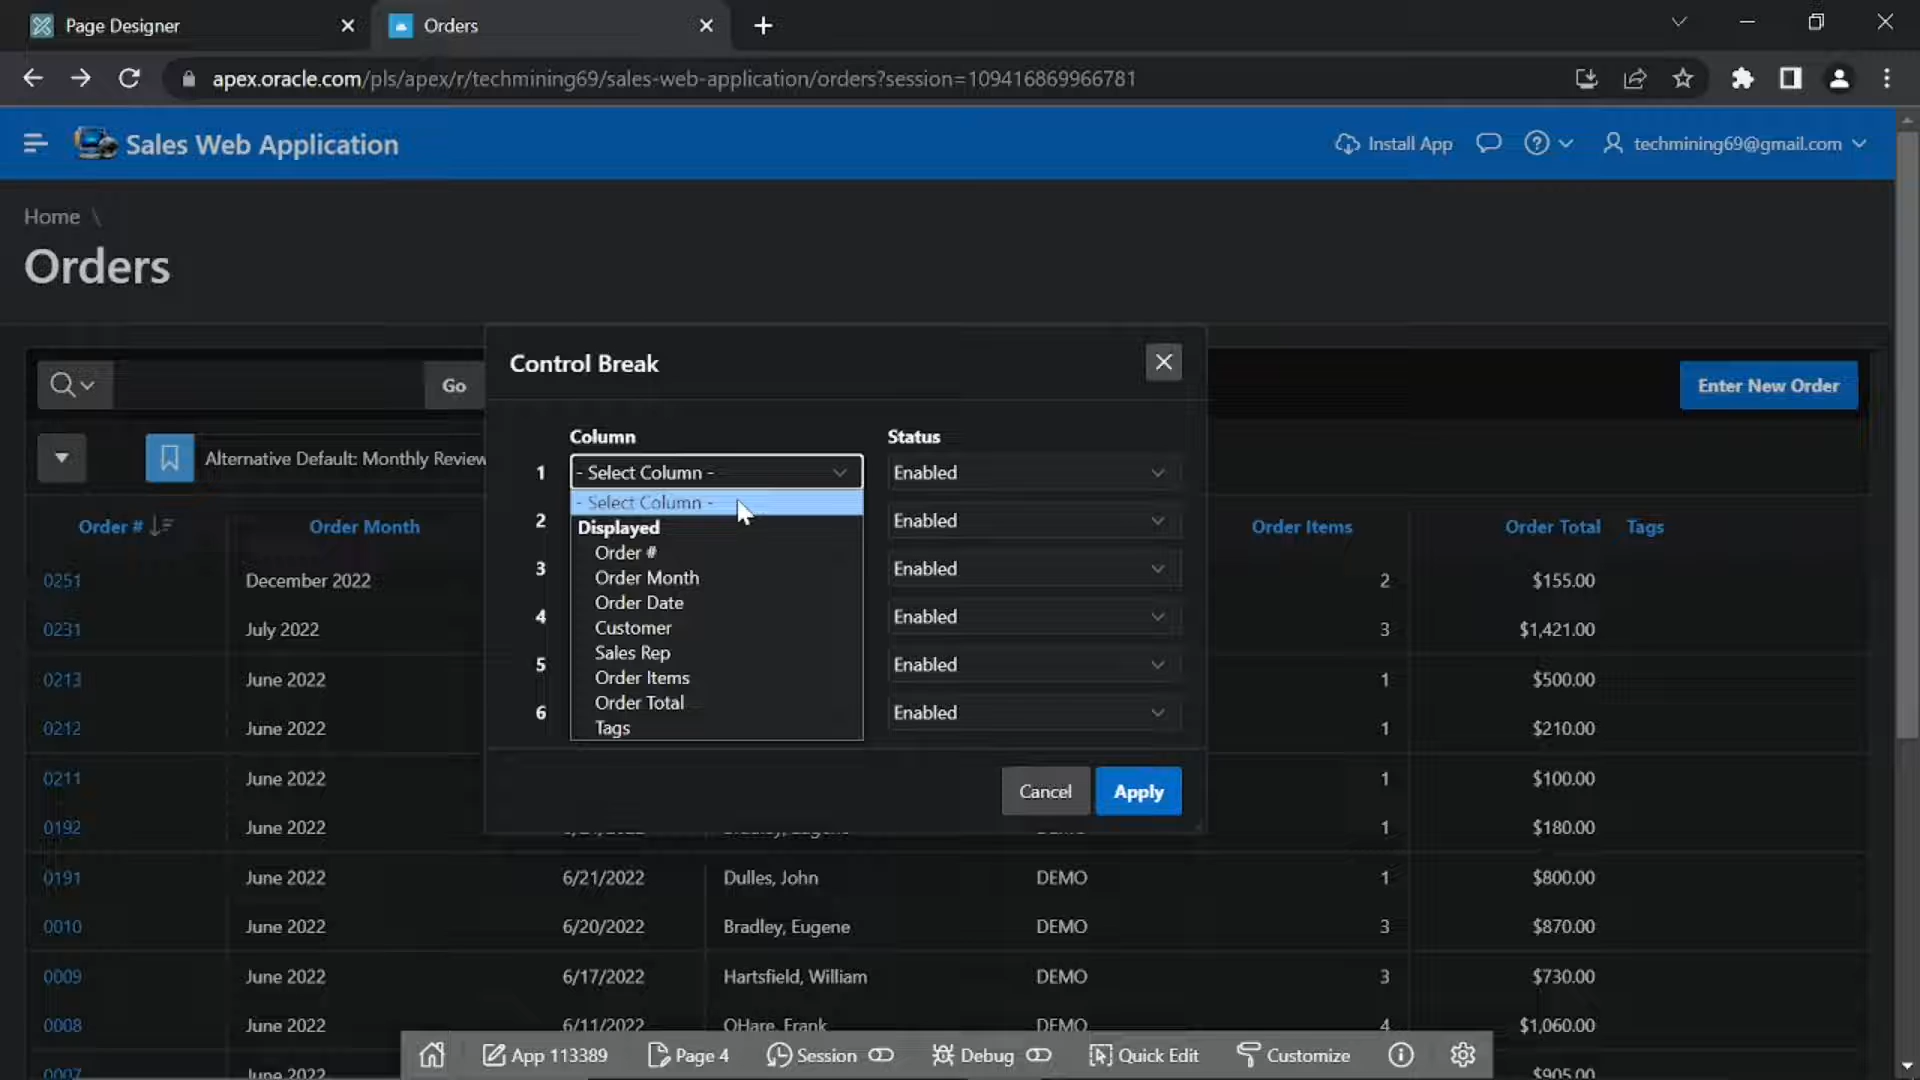 Page Designer
Orders
apex.oracle.com/pls/apex/r/techmining69/sales-web-application/orders?session=109416869966781
Sales Web Application
Install App
techmining69@gmail.com
Home \
Orders
Control Break
Go
Enter New Order
Column Status
Alternative Default: Monthly Review
1 - Select Column - Enabled
- Select Column -
2 Enabled
Displayed
Order # Order Month Order Items Order Total Tags
Order #
3 Enabled
Order Month
0251 December 2022 2 $155.00
Order Date
4 Enabled
Customer
0231 July 2022 3 $1,421.00
Sales Rep
5 Enabled
Order Items
0213 June 2022 1 $500.00
Order Total
6 Enabled
Tags
0212 June 2022 1 $210.00
0211 June 2022 1 $100.00
Cancel Apply
0192 June 2022 1 $180.00
0191 June 2022 6/21/2022 Dulles, John DEMO 1 $800.00
0010 June 2022 6/20/2022 Bradley, Eugene DEMO 3 $870.00
0009 June 2022 6/17/2022 Hartsfield, William DEMO 3 $730.00
0008 June 2022 6/11/2022 OHare, Frank DEMO 4 $1,060.00
0007 June 2022 $905.00
App 113389 Page 4 Session Debug Quick Edit Customize